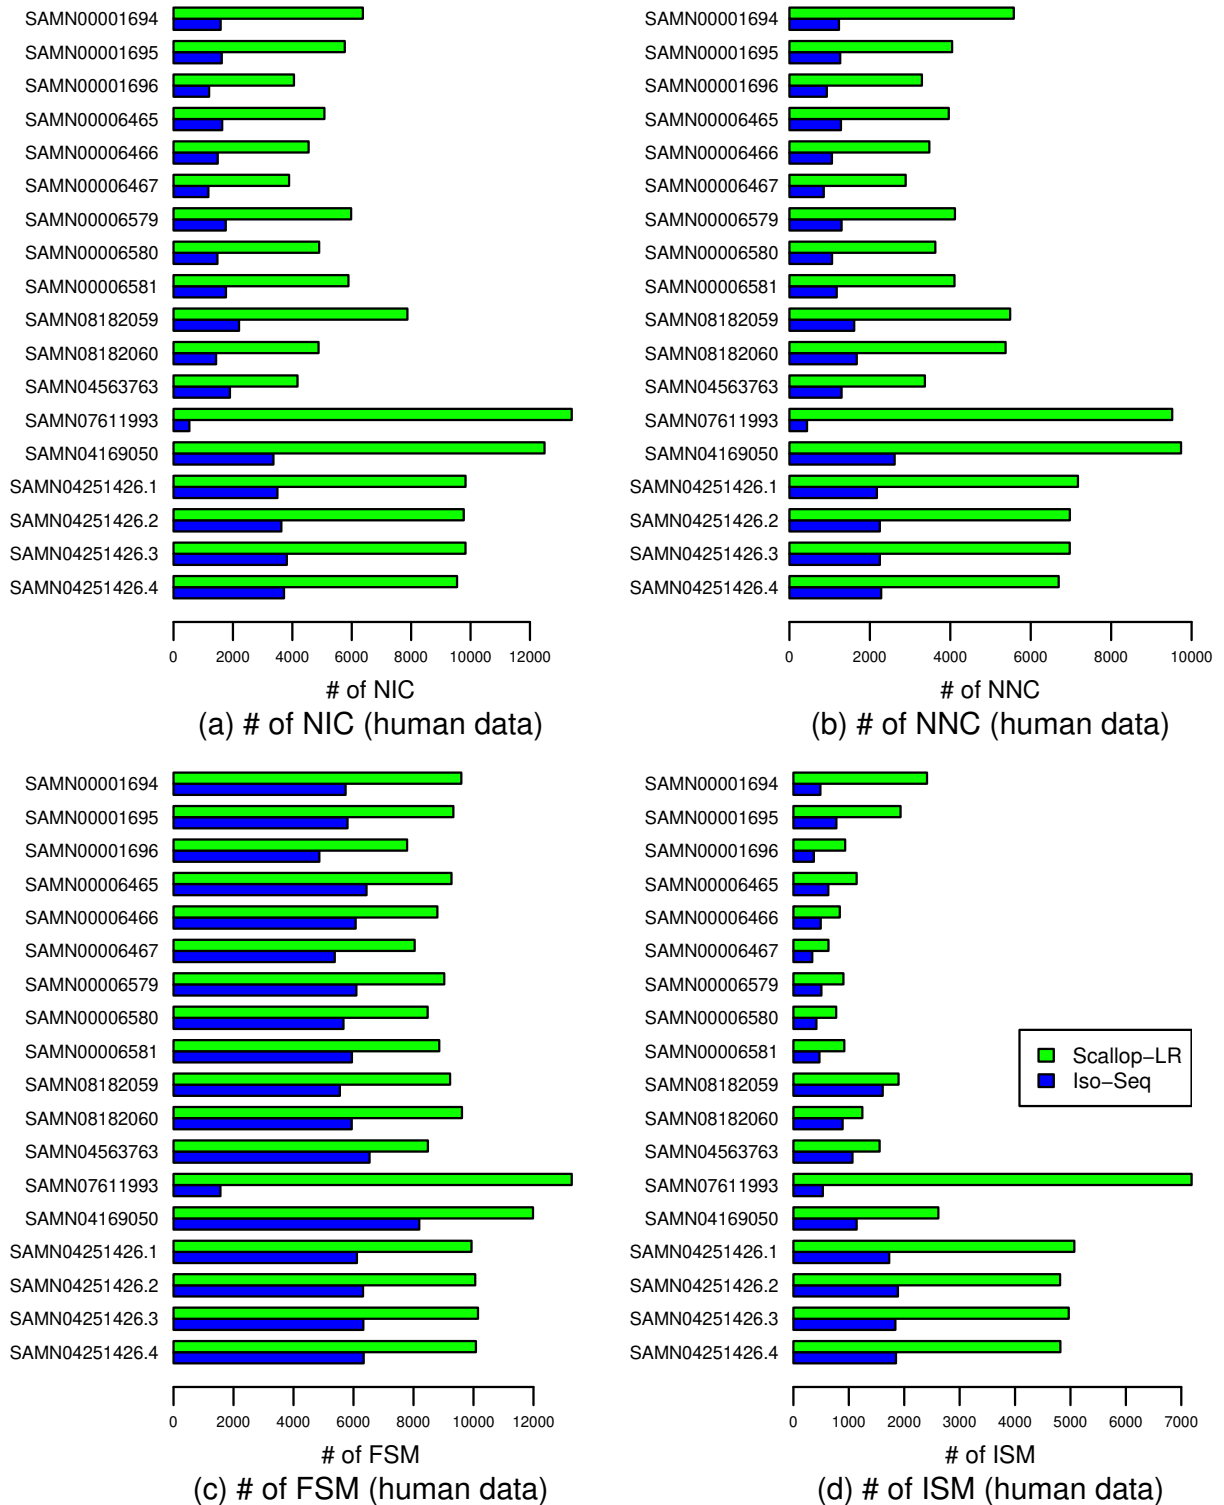 SAMN00001694
SAMN00001695
SAMN00001696
SAMN00006465
SAMN00006466
SAMN00006467
SAMN00006579
SAMN00006580
SAMN00006581
SAMN08182059
SAMN08182060
SAMN04563763
SAMN07611993
SAMN04169050
SAMN04251426.1
SAMN04251426.2
SAMN04251426.3
SAMN04251426.4
0 2000 4000 6000 8000 10000 12000
# of NIC
(a) # of NIC (human data)
SAMN00001694
SAMN00001695
SAMN00001696
SAMN00006465
SAMN00006466
SAMN00006467
SAMN00006579
SAMN00006580
SAMN00006581
SAMN08182059
SAMN08182060
SAMN04563763
SAMN07611993
SAMN04169050
SAMN04251426.1
SAMN04251426.2
SAMN04251426.3
SAMN04251426.4
0 2000 4000 6000 8000 10000
# of NNC
(b) # of NNC (human data)
SAMN00001694
SAMN00001695
SAMN00001696
SAMN00006465
SAMN00006466
SAMN00006467
SAMN00006579
SAMN00006580
SAMN00006581
SAMN08182059
SAMN08182060
SAMN04563763
SAMN07611993
SAMN04169050
SAMN04251426.1
SAMN04251426.2
SAMN04251426.3
SAMN04251426.4
0 2000 4000 6000 8000 10000 12000
# of FSM
(c) # of FSM (human data)
SAMN00001694
SAMN00001695
SAMN00001696
SAMN00006465
SAMN00006466
SAMN00006467
SAMN00006579
SAMN00006580
SAMN00006581
SAMN08182059
SAMN08182060
SAMN04563763
SAMN07611993
SAMN04169050
SAMN04251426.1
SAMN04251426.2
SAMN04251426.3
SAMN04251426.4
Scallop−LR
Iso−Seq
0 1000 2000 3000 4000 5000 6000 7000
# of ISM
(d) # of ISM (human data)